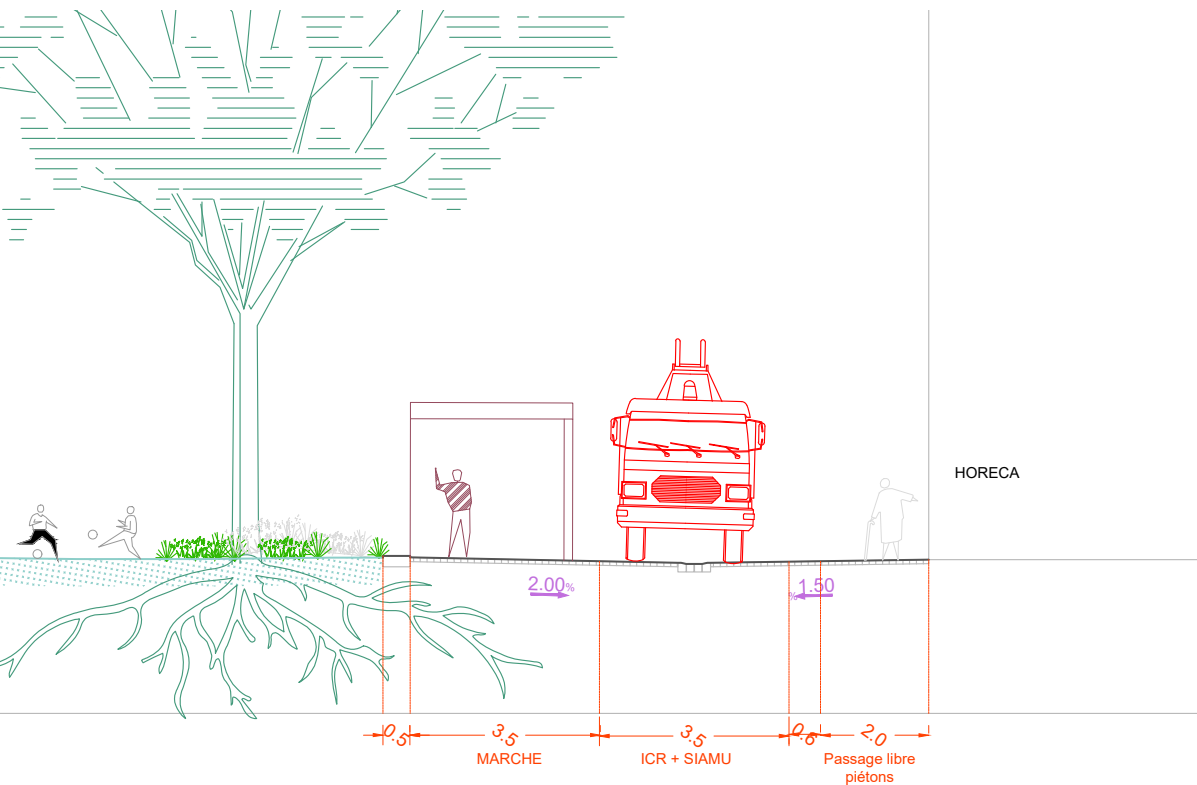 HORECA
2.00%
%1.50
0.5
3.5
3.5
0.6
2.0
MARCHE
ICR + SIAMU
Passage libre
piétons